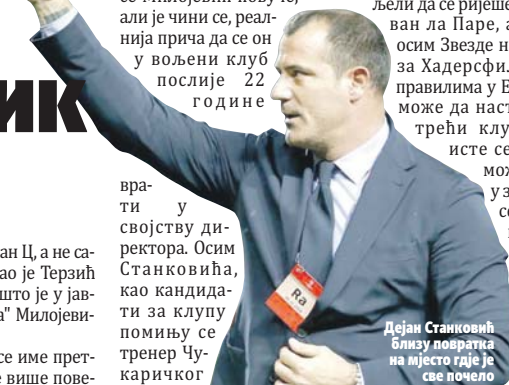 али је чини се, реал-
нија прича да се он
у вољени клуб
послије 22
године
вра-
ти у
својству ди-
ректора. Осим
Станковића,
као кандида-
ти за клупу
помињу се
тренер Чу-
каричког
ИК
ан Ц, а не са-
ао је Терзић
што је у јав-
а" Милојеви-
се име прет-
е више пове-
љели да се ријеше
ван ла Паре, а
осим Звезде н
за Хадерсфи
правилима у Е
може да наст
трећи клу
исте се
мож
уз
с
Ra
Дејан Станковић
близу повратка
на мјесто гдје је
све почело